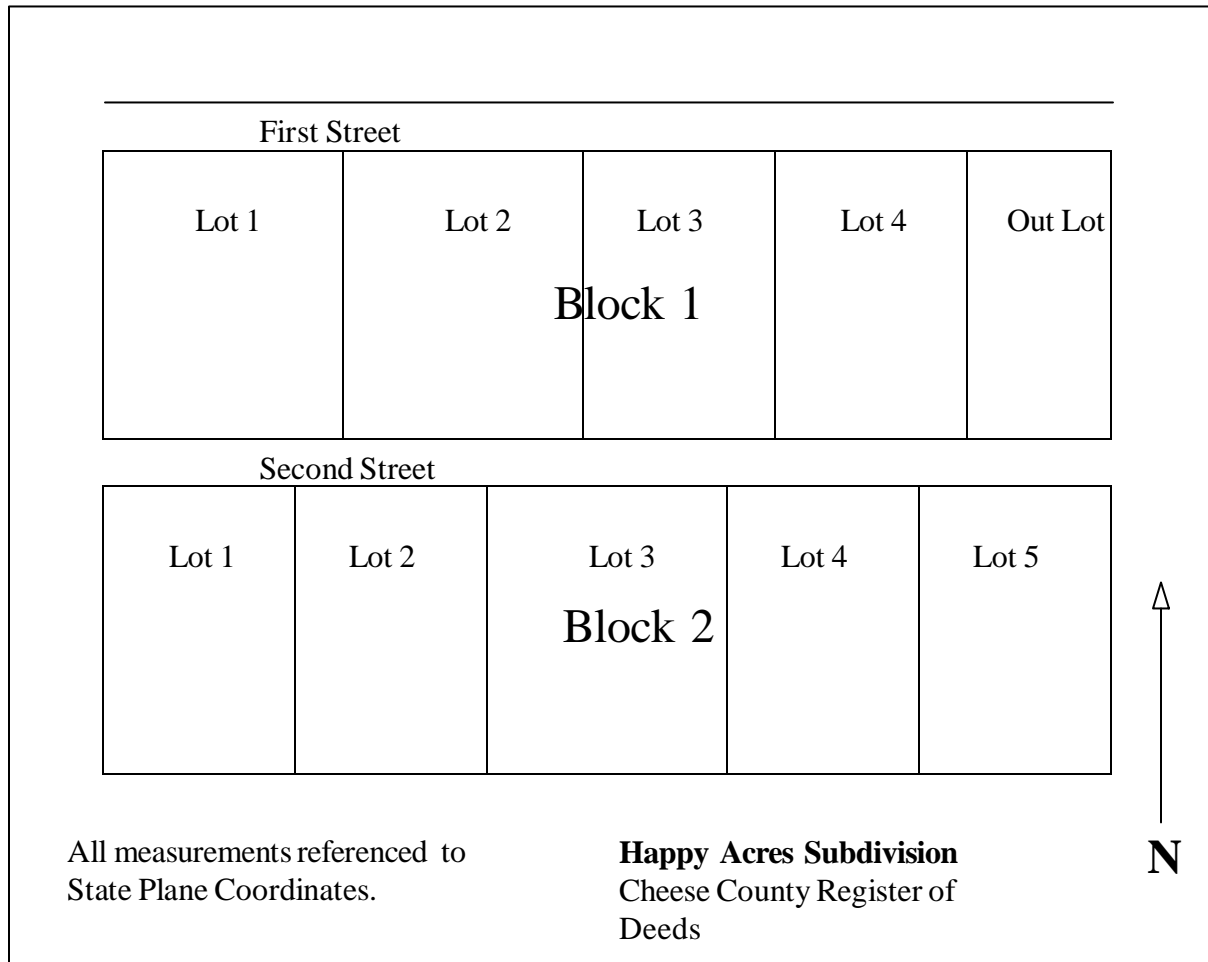 First Street
Lot 1
Lot 2
Lot 3
Lot 4
Out Lot
Block 1
Second Street
Lot 1
Lot 2
Lot 3
Lot 4
Lot 5
Block 2
All measurements referenced to
State Plane Coordinates.
Happy Acres Subdivision
Cheese County Register of
Deeds
N